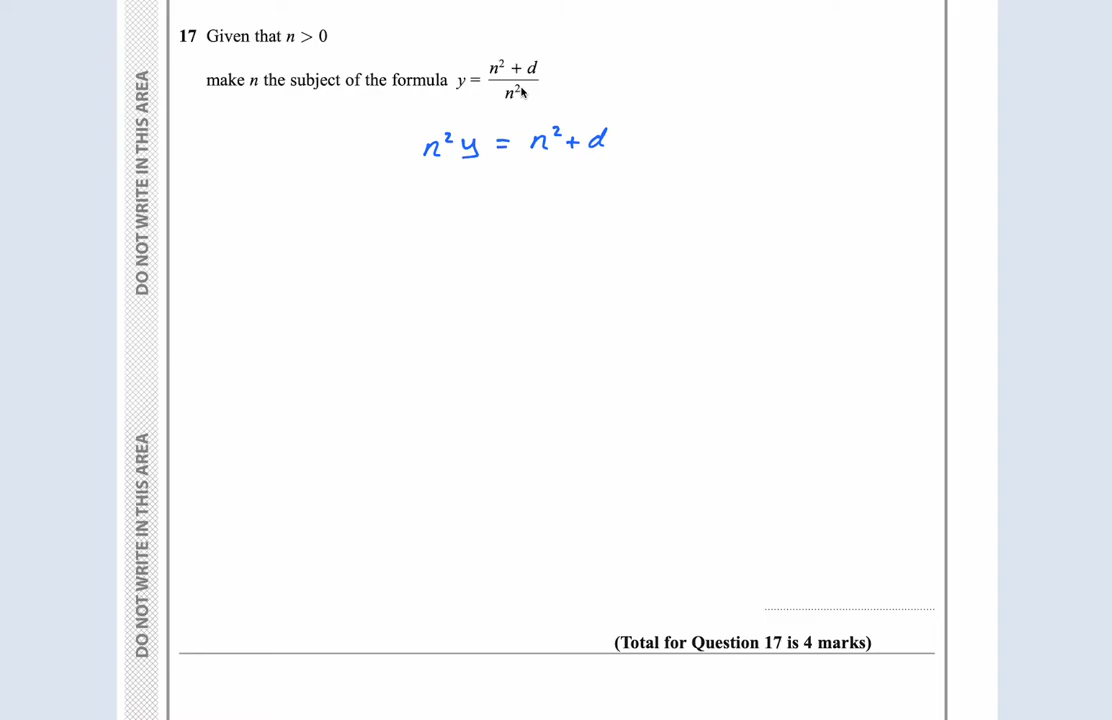 17 Given that n > 0
make n the subject of the formula y = (n² + d)/n²
n²y = n² + d
DO NOT WRITE IN THIS AREA
DO NOT WRITE IN THIS AREA
(Total for Question 17 is 4 marks)